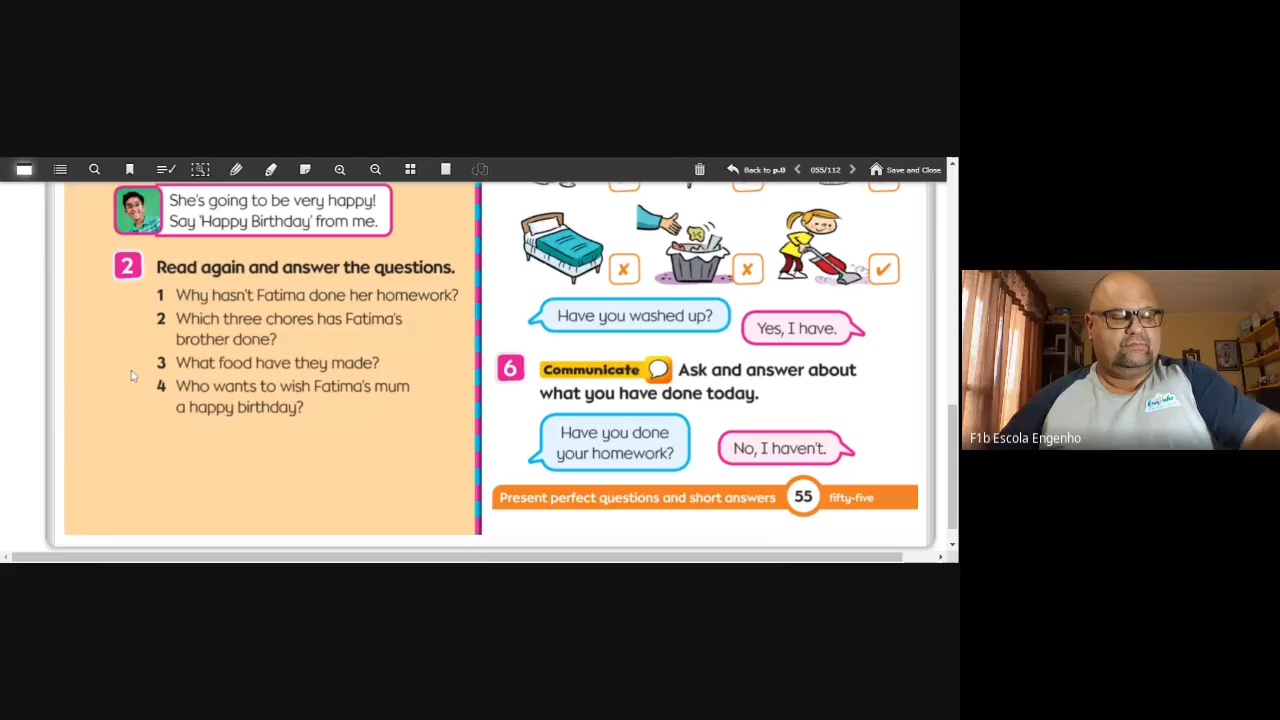 Back to p.0
055/112
Save and Close
She's going to be very happy!
Say 'Happy Birthday' from me.
2 Read again and answer the questions.
1 Why hasn't Fatima done her homework?
2 Which three chores has Fatima's
brother done?
3 What food have they made?
4 Who wants to wish Fatima's mum
a happy birthday?
Have you washed up?
Yes, I have.
6 Communicate Ask and answer about
what you have done today.
Have you done
your homework?
No, I haven't.
Present perfect questions and short answers 55 fifty-five
Engenho
F1b Escola Engenho